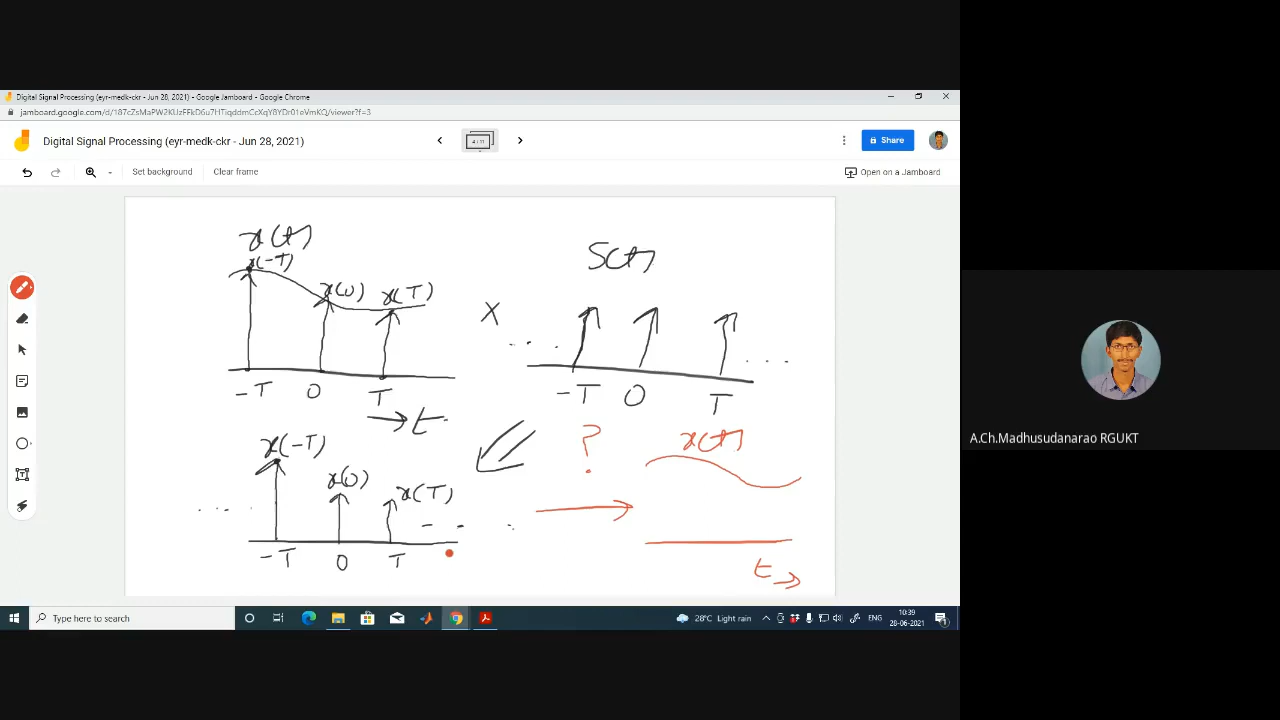 Digital Signal Processing (eyr-medk-ckr - Jun 28, 2021) - Google Jamboard - Google Chrome
Digital Signal Processing (eyr-medk-ckr - Jun 28, 2021)
4 / 11
Share
Set background
Clear frame
Open on a Jamboard
x(t)
x(-T)
x(0)
x(T)
-T 0 T
→ t
X
S(t)
. . . .
. . . .
-T 0 T
x(-T)
x(0)
x(T)
-T 0 T
?
x(t)
t →
A.Ch.Madhusudanarao RGUKT
Type here to search
28°C Light rain
ENG
10:39
28-06-2021